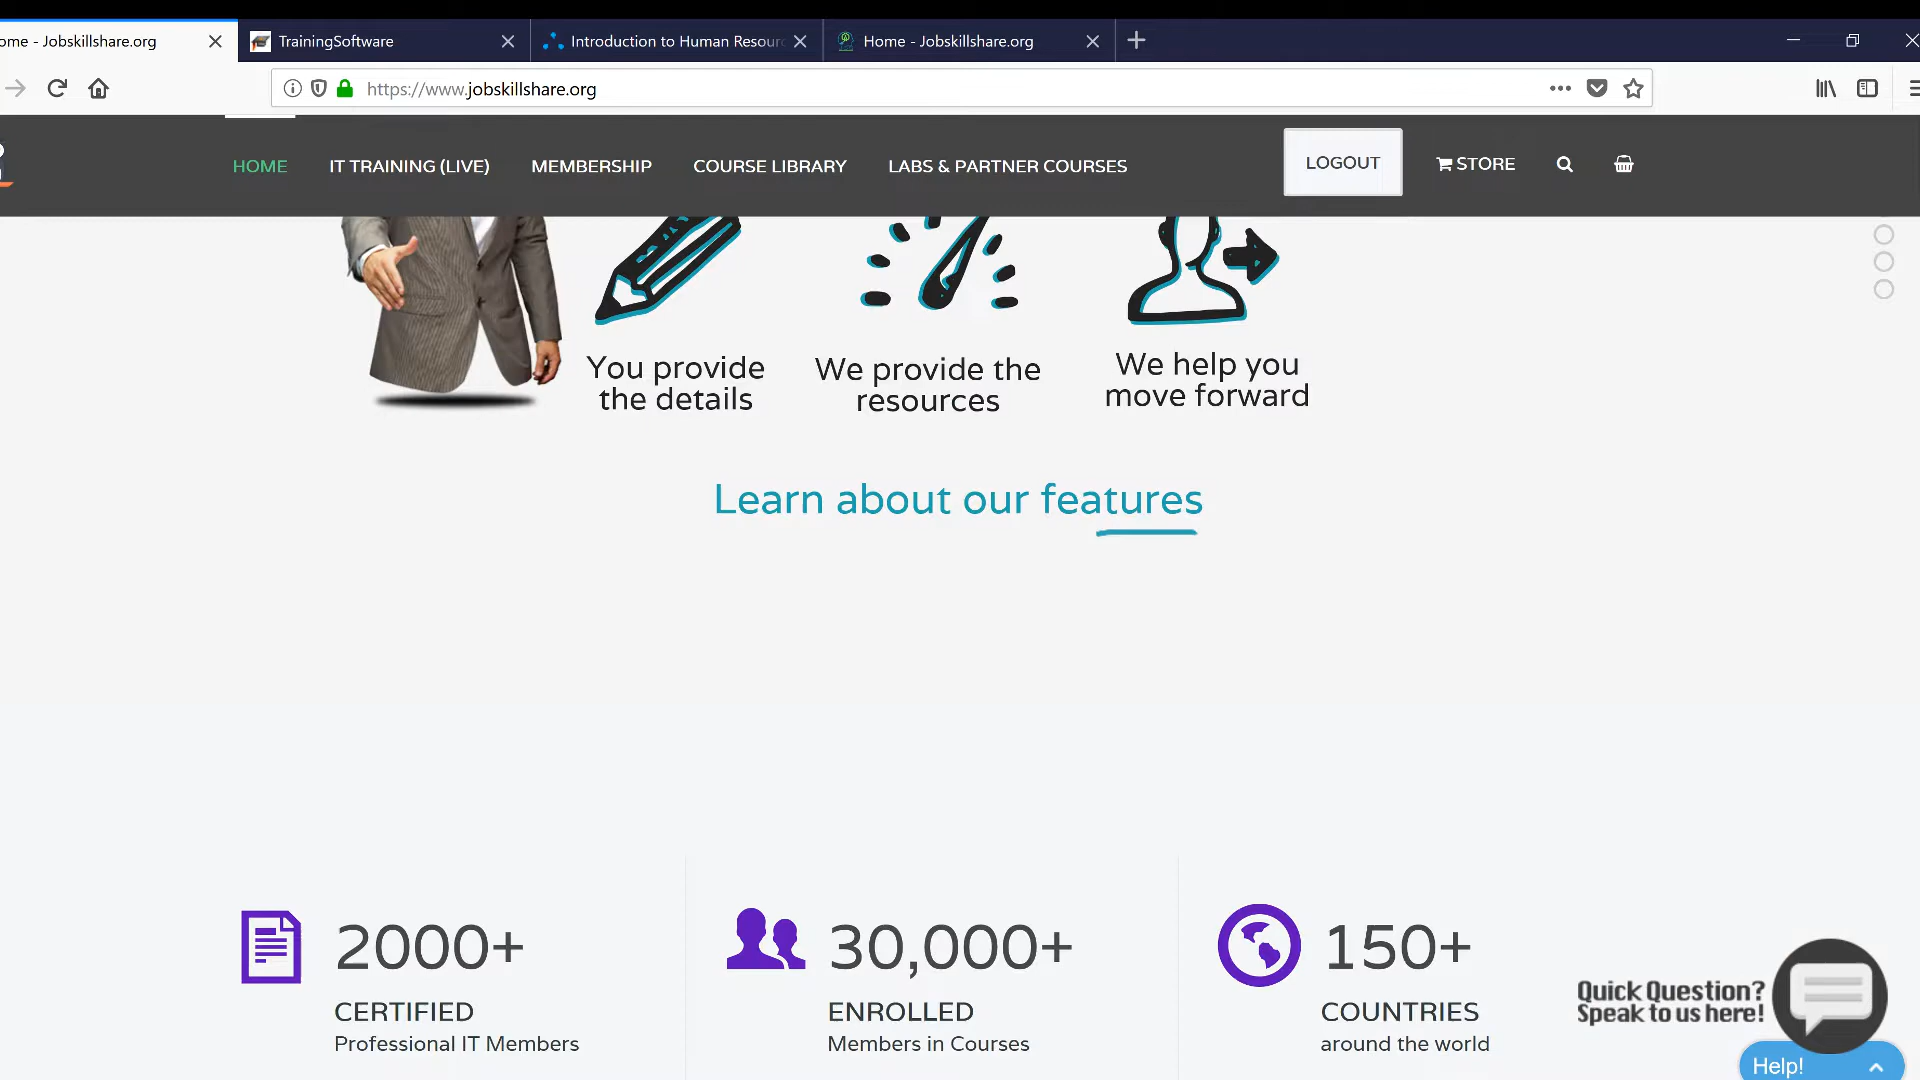 ome - Jobskillshare.org
TrainingSoftware
Introduction to Human Resour
Home - Jobskillshare.org
https://www.jobskillshare.org
HOME
IT TRAINING (LIVE)
MEMBERSHIP
COURSE LIBRARY
LABS & PARTNER COURSES
LOGOUT
STORE
You provide
the details
We provide the
resources
We help you
move forward
Learn about our features
2000+
CERTIFIED
Professional IT Members
30,000+
ENROLLED
Members in Courses
150+
COUNTRIES
around the world
Quick Question?
Speak to us here!
Help!